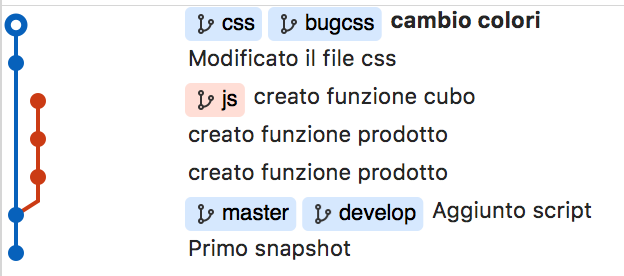 css bugcss cambio colori
Modificato il file css
js creato funzione cubo
creato funzione prodotto
creato funzione prodotto
master develop Aggiunto script
Primo snapshot